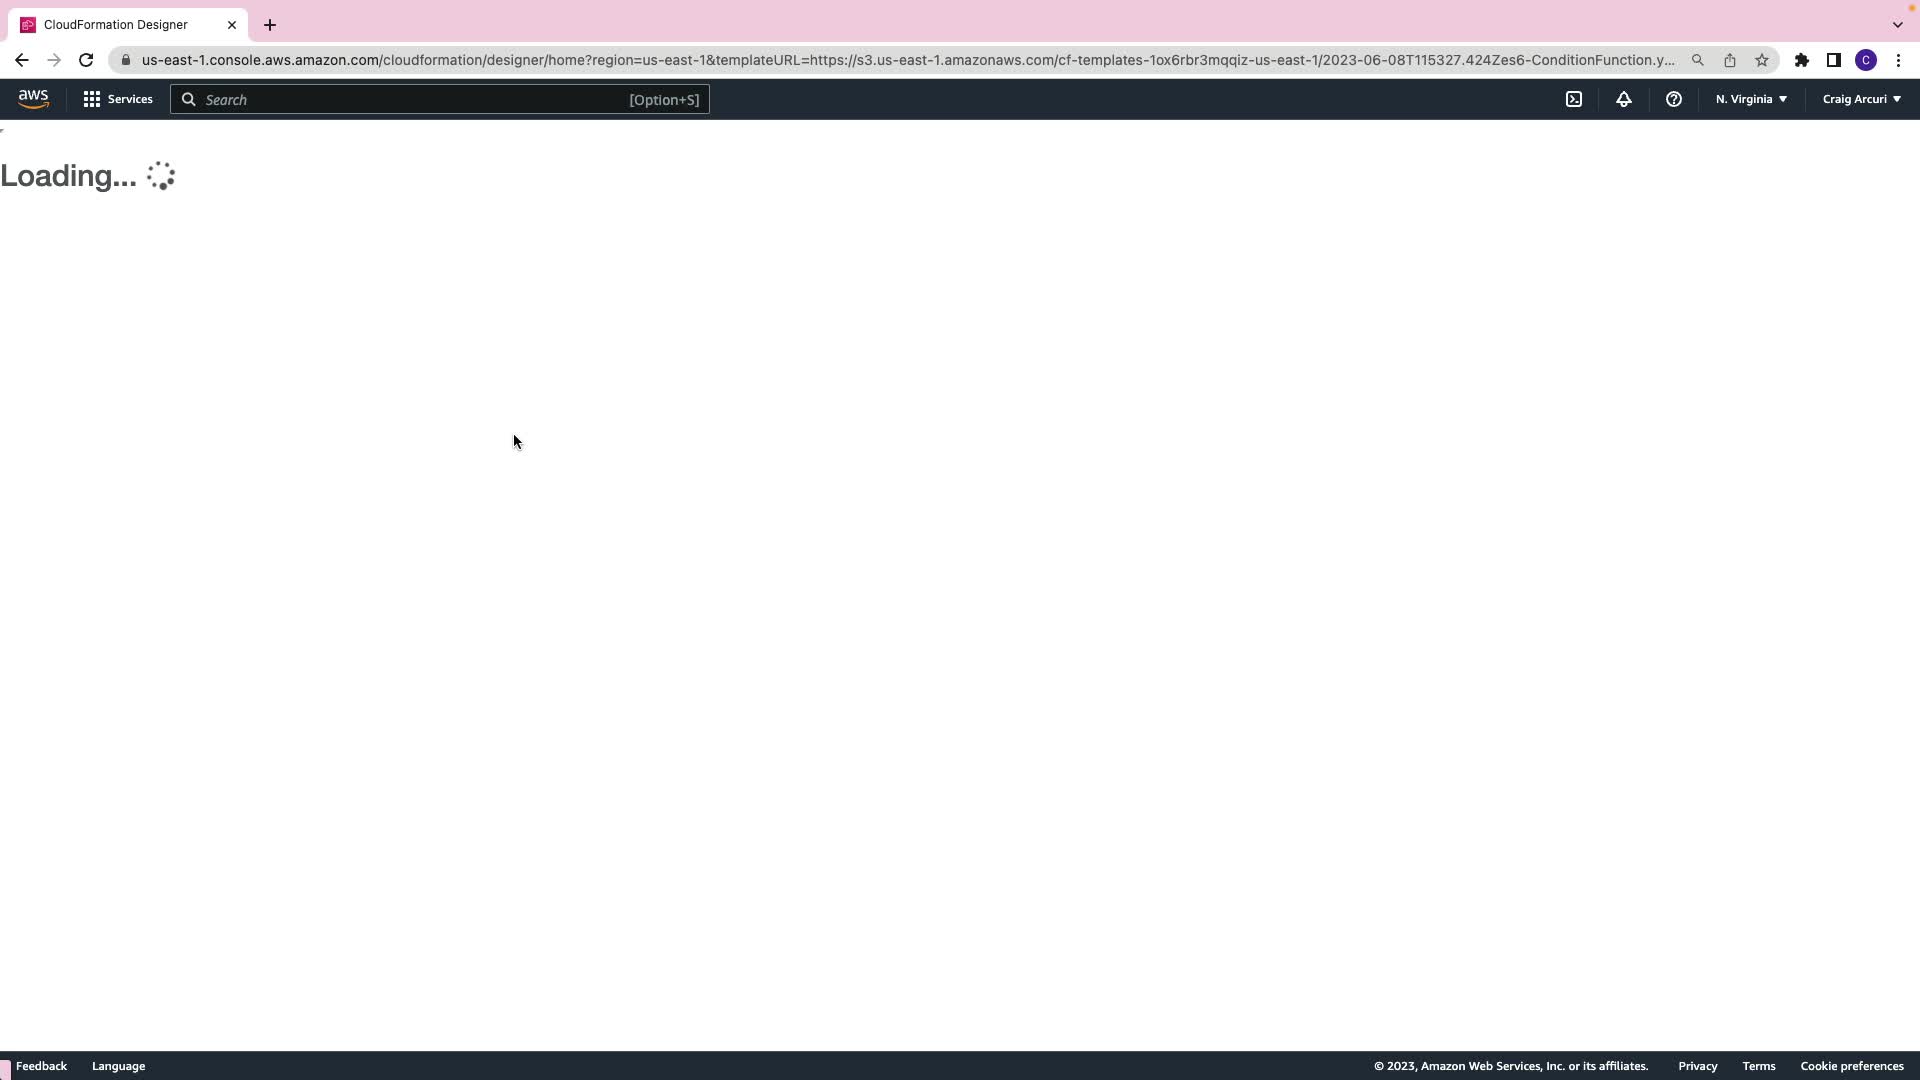 CloudFormation Designer
us-east-1.console.aws.amazon.com/cloudformation/designer/home?region=us-east-1&templateURL=https://s3.us-east-1.amazonaws.com/cf-templates-1ox6rbr3mqqiz-us-east-1/2023-06-08T115327.424Zes6-ConditionFunction.y...
C
aws
Services
Search
[Option+S]
N. Virginia
Craig Arcuri
Loading...
Feedback
Language
© 2023, Amazon Web Services, Inc. or its affiliates.
Privacy
Terms
Cookie preferences